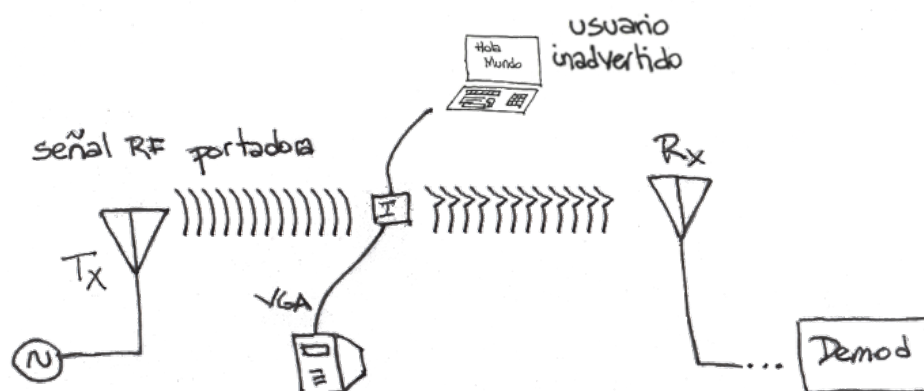 usuario
inadvertido
Hola
Mundo
señal RF portadora
Rx
I
Tx
VGA
Demod